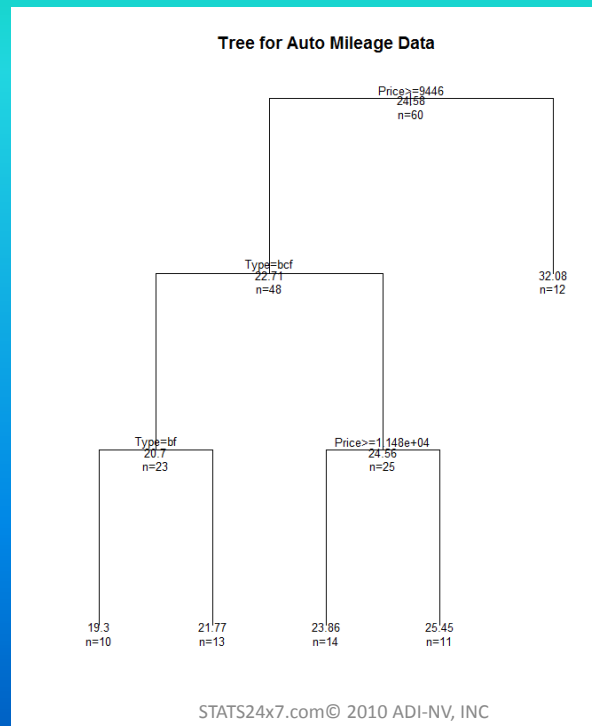 Tree for Auto Mileage Data
Price>=9446
24.58
n=60
Type=bcf
22.71
n=48
32.08
n=12
Type=bf
20.7
n=23
Price>=1.148e+04
24.56
n=25
19.3
n=10
21.77
n=13
23.86
n=14
25.45
n=11
STATS24x7.com© 2010 ADI-NV, INC